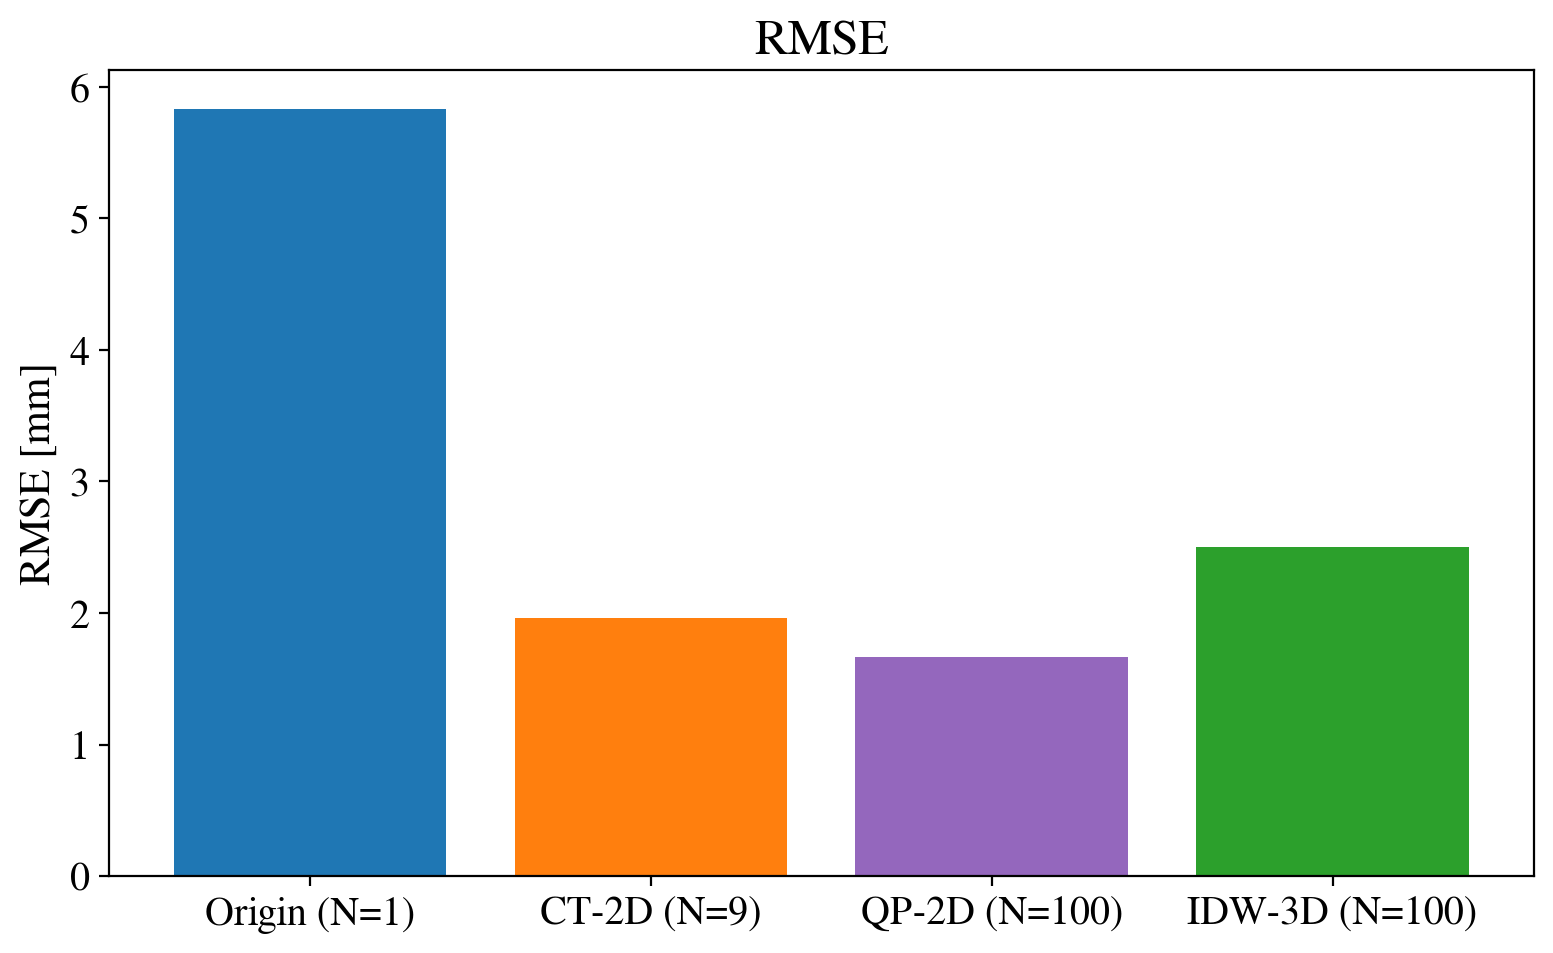 RMSE
RMSE [mm]
6
5
4
3
2
1
0
Origin (N=1)
CT-2D (N=9)
QP-2D (N=100)
IDW-3D (N=100)